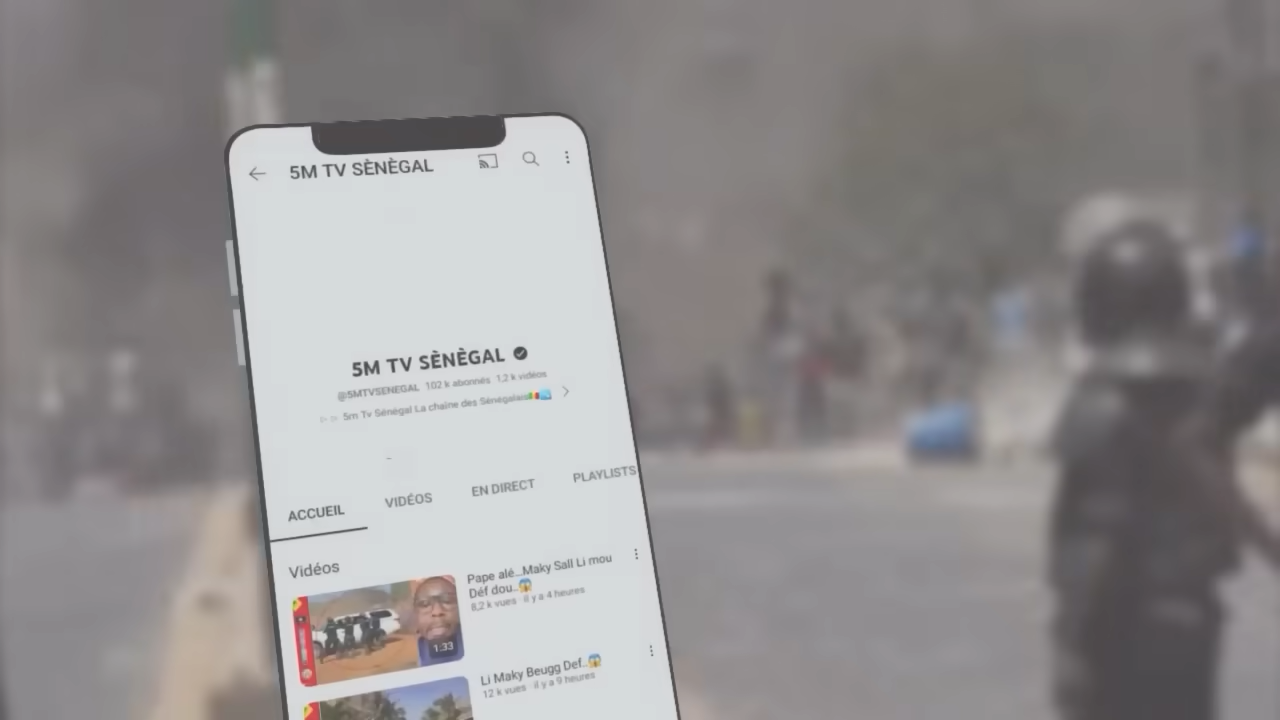 5M TV SÈNÈGAL
5M TV SÈNÈGAL
@5MTVSENEGAL 102 k abonnés 1,2 k vidéos
5m Tv Sénégal La chaine des Sénégalais
ACCUEIL VIDÉOS EN DIRECT PLAYLISTS
Vidéos
Pape alé...Maky Sall Li mou
Déf dou..😱
8,2 k vues · il y a 4 heures
1:33
Li Maky Beugg Def..😱
12 k vues · il y a 9 heures